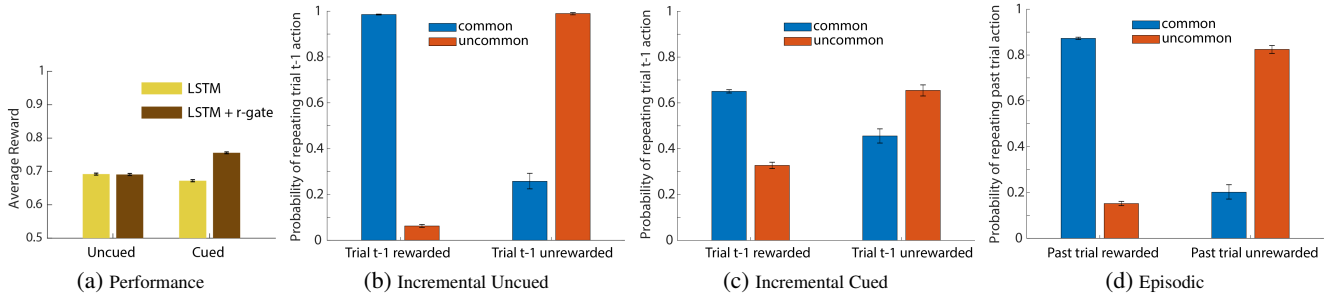 Average Reward
1
0.9
0.8
0.7
0.6
0.5
LSTM
LSTM + r-gate
Uncued
Cued
(a) Performance
Probability of repeating trial t-1 action
1
0.8
0.6
0.4
0.2
0
common
uncommon
Trial t-1 rewarded
Trial t-1 unrewarded
(b) Incremental Uncued
Probability of repeating trial t-1 action
1
0.8
0.6
0.4
0.2
0
common
uncommon
Trial t-1 rewarded
Trial t-1 unrewarded
(c) Incremental Cued
Probability of repeating past trial action
1
0.8
0.6
0.4
0.2
0
common
uncommon
Past trial rewarded
Past trial unrewarded
(d) Episodic